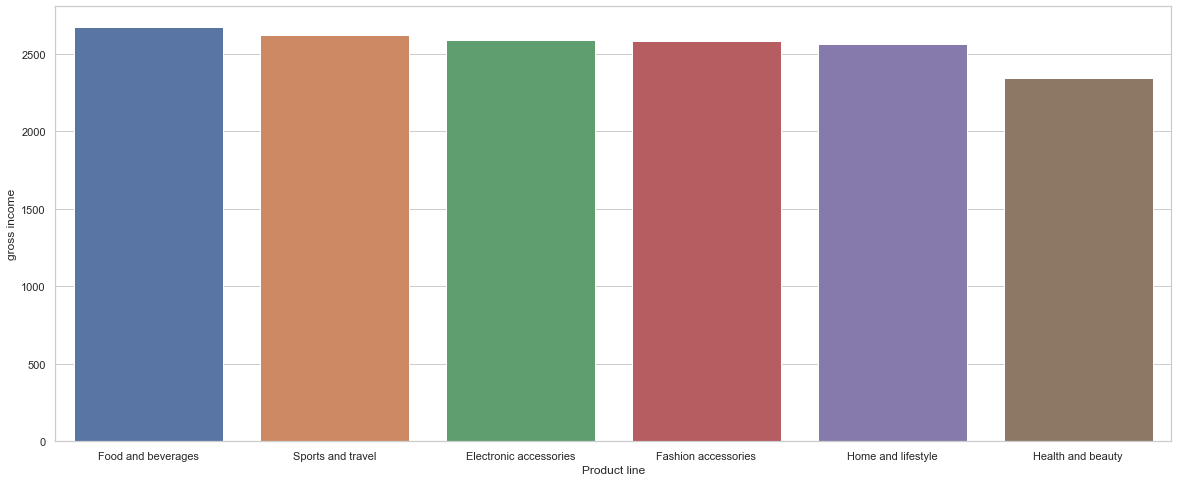 2500
2000
1500
1000
500
0
gross income
Food and beverages
Sports and travel
Electronic accessories
Fashion accessories
Home and lifestyle
Health and beauty
Product line